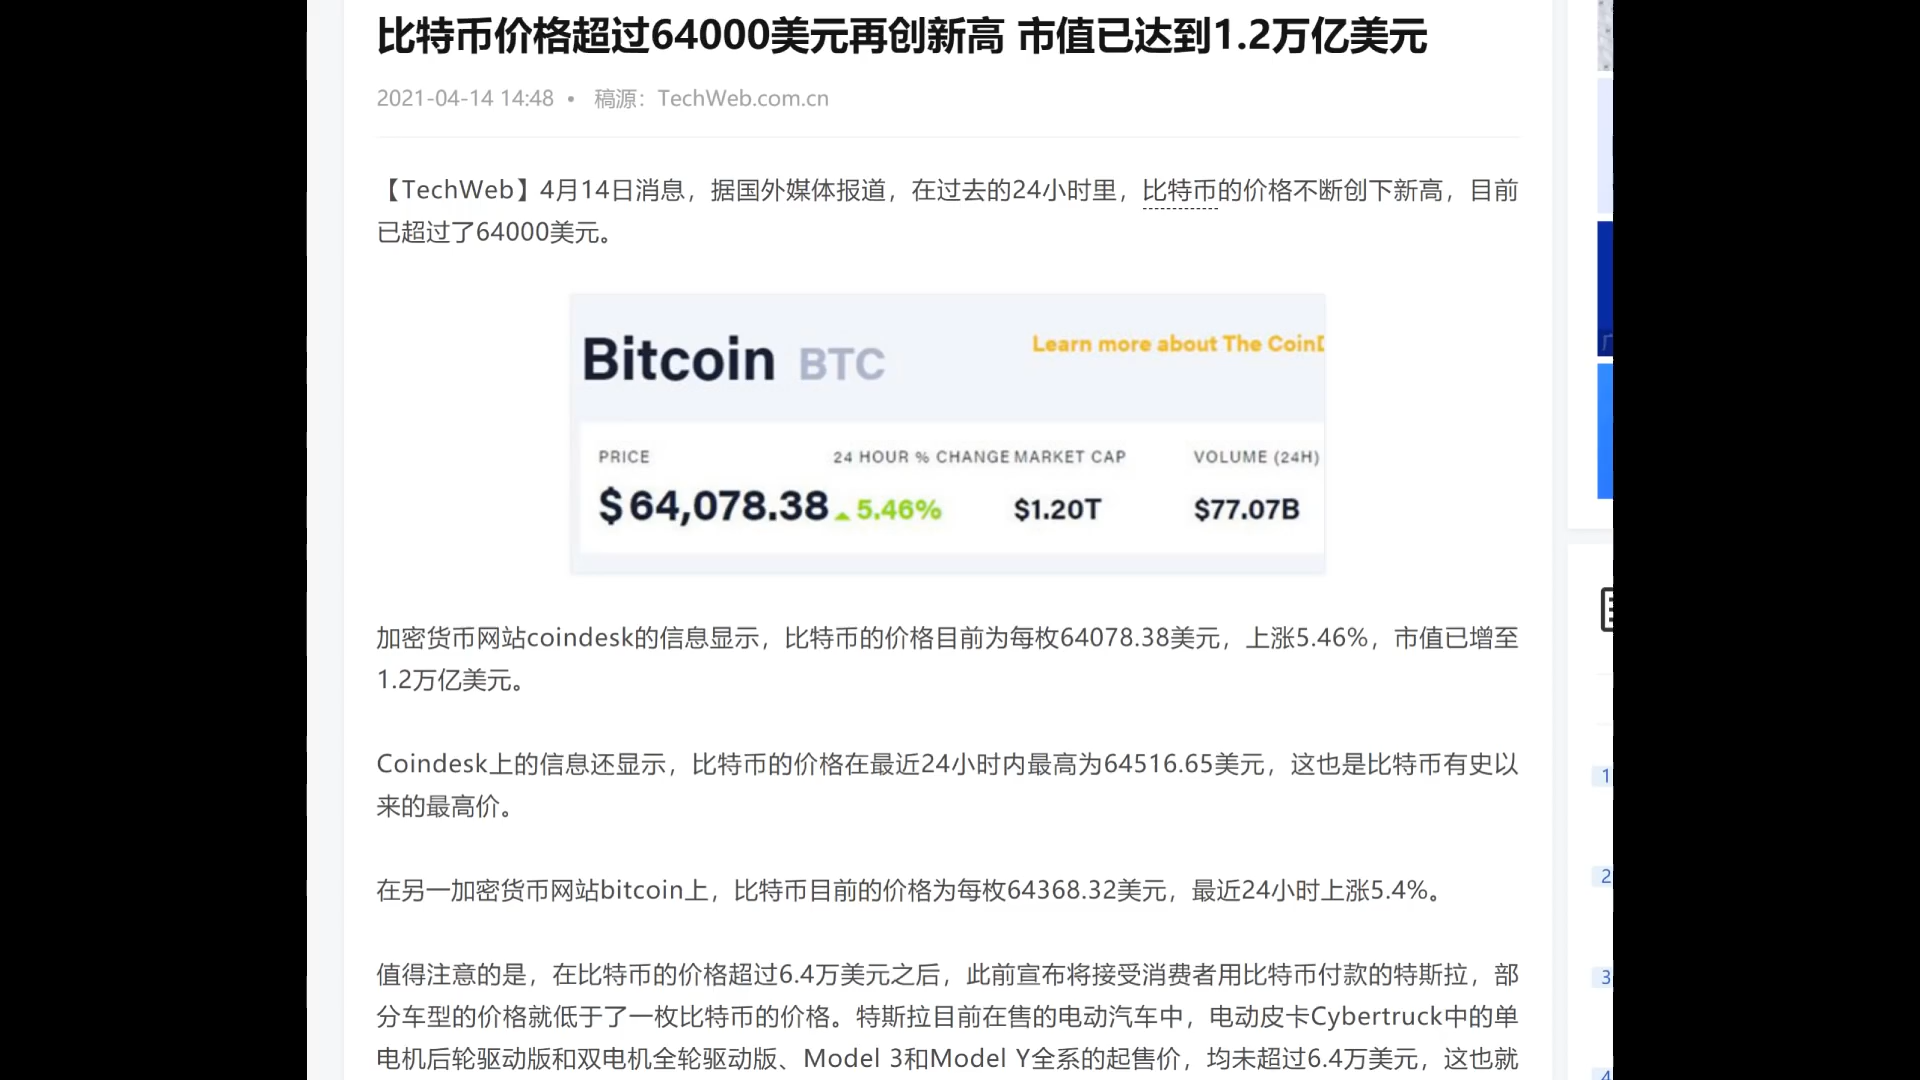 比特币价格超过64000美元再创新高 市值已达到1.2万亿美元
2021-04-14 14:48 • 稿源：TechWeb.com.cn
【TechWeb】4月14日消息，据国外媒体报道，在过去的24小时里，比特币的价格不断创下新高，目前
已超过了64000美元。
Bitcoin BTC
Learn more about The Coin
PRICE 24 HOUR % CHANGE MARKET CAP VOLUME (24H)
$64,078.38 5.46% $1.20T $77.07B
加密货币网站coindesk的信息显示，比特币的价格目前为每枚64078.38美元，上涨5.46%，市值已增至
1.2万亿美元。
Coindesk上的信息还显示，比特币的价格在最近24小时内最高为64516.65美元，这也是比特币有史以
来的最高价。
在另一加密货币网站bitcoin上，比特币目前的价格为每枚64368.32美元，最近24小时上涨5.4%。
值得注意的是，在比特币的价格超过6.4万美元之后，此前宣布将接受消费者用比特币付款的特斯拉，部
分车型的价格就低于了一枚比特币的价格。特斯拉目前在售的电动汽车中，电动皮卡Cybertruck中的单
电机后轮驱动版和双电机全轮驱动版、Model 3和Model Y全系的起售价，均未超过6.4万美元，这也就
1
2
3
4